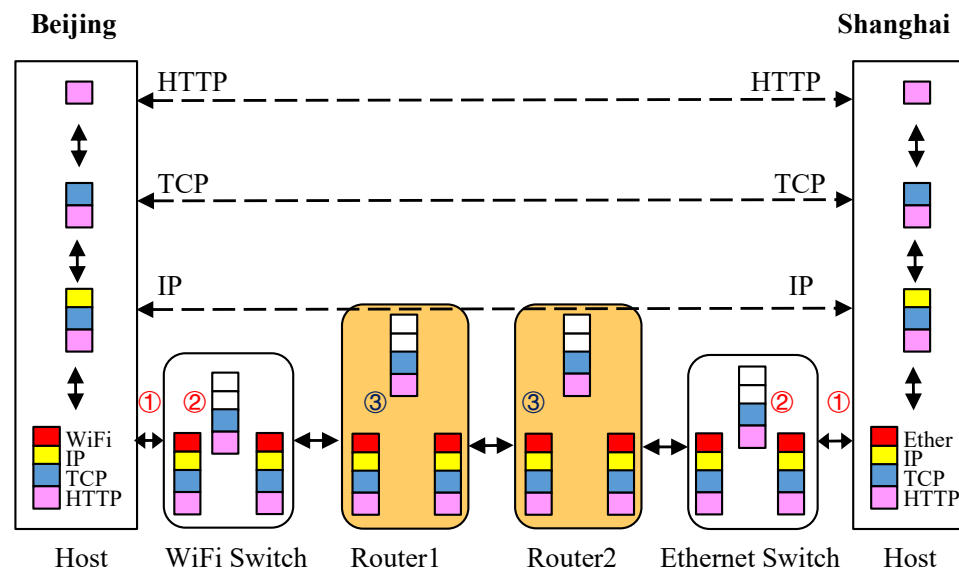 Beijing
Shanghai
HTTP
HTTP
TCP
TCP
IP
IP
①
②
③
③
②
①
WiFi
IP
TCP
HTTP
Ether
IP
TCP
HTTP
Host
WiFi Switch
Router1
Router2
Ethernet Switch
Host